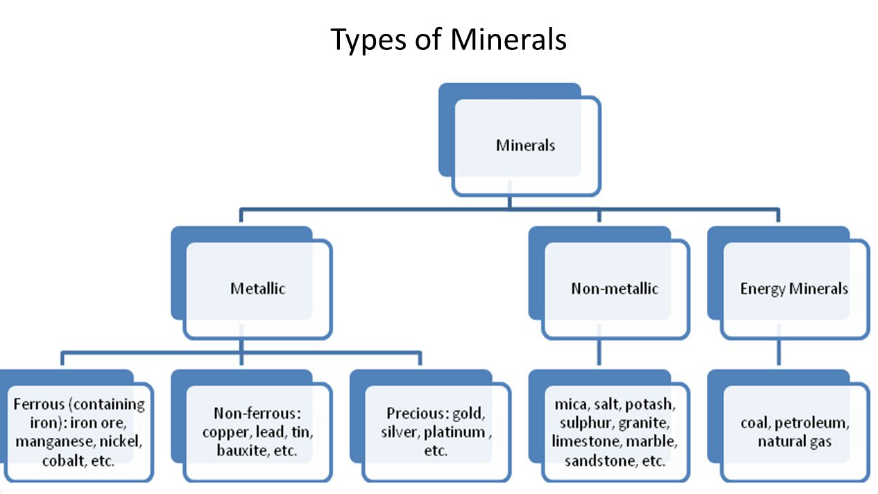 Types of Minerals
Minerals
Metallic
Non-metallic
Energy Minerals
Ferrous (containing
iron): iron ore,
manganese, nickel,
cobalt, etc.
Non-ferrous:
copper, lead, tin,
bauxite, etc.
Precious: gold,
silver, platinum ,
etc.
mica, salt, potash,
sulphur, granite,
limestone, marble,
sandstone, etc.
coal, petroleum,
natural gas